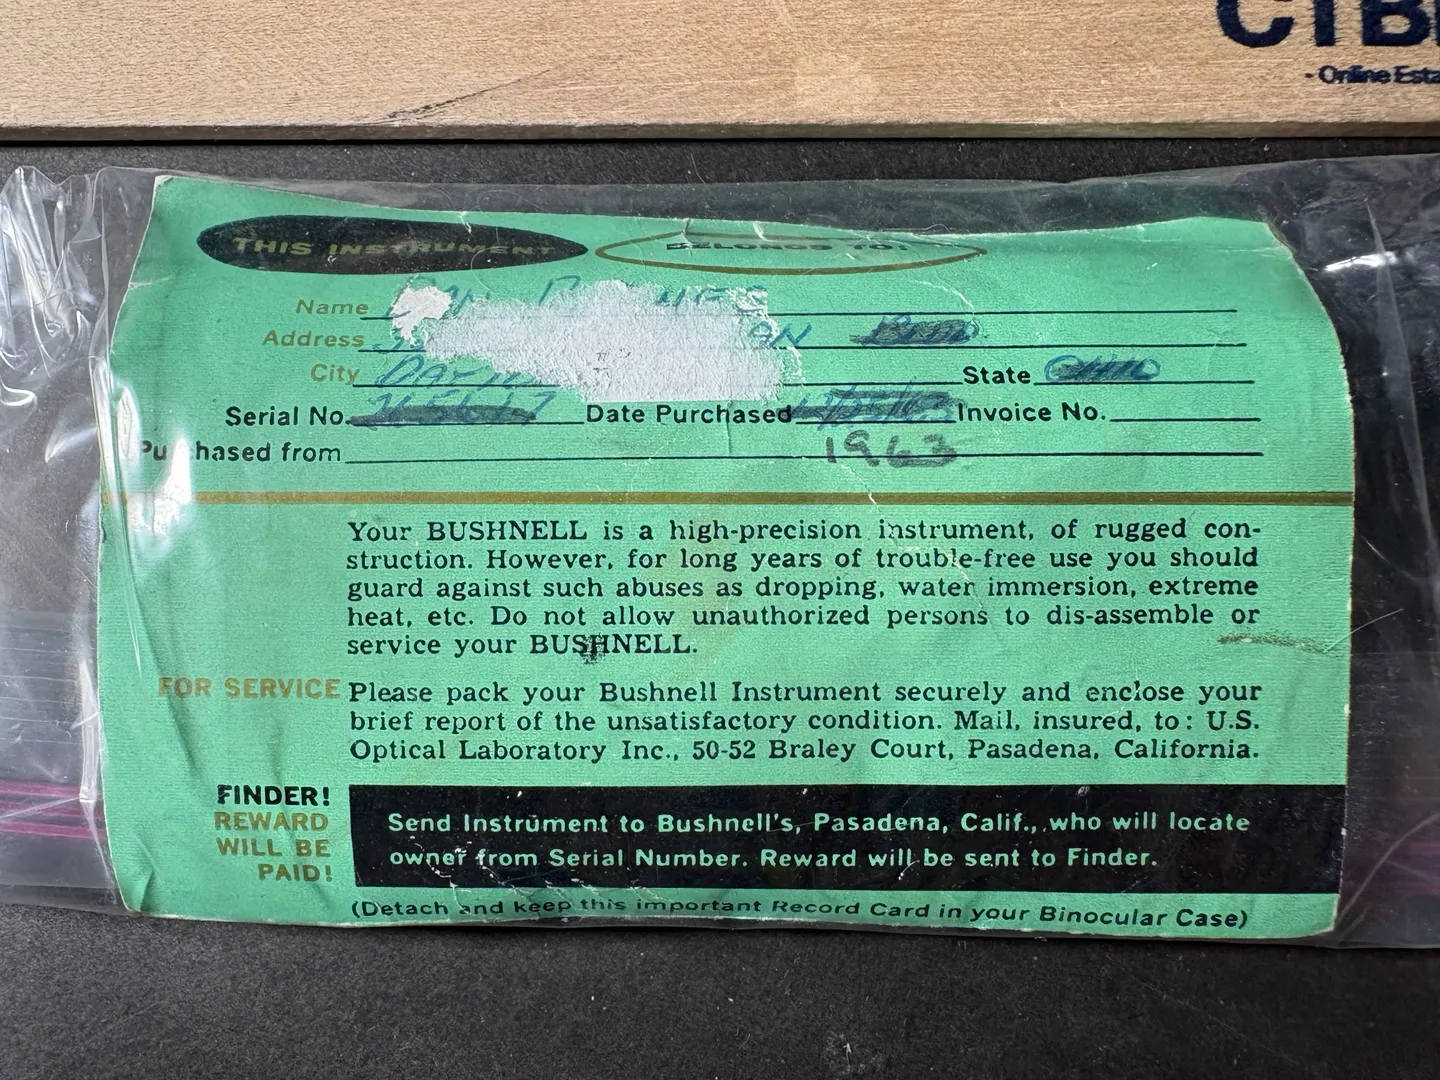 - Online Esta
THIS INSTRUMENT BELONGS TO:
Name
Address
City State OHIO
Serial No. Date Purchased Invoice No.
1963
Purchased from
Your BUSHNELL is a high-precision instrument, of rugged con-
struction. However, for long years of trouble-free use you should
guard against such abuses as dropping, water immersion, extreme
heat, etc. Do not allow unauthorized persons to dis-assemble or
service your BUSHNELL.
FOR SERVICE Please pack your Bushnell Instrument securely and enclose your
brief report of the unsatisfactory condition. Mail, insured, to: U.S.
Optical Laboratory Inc., 50-52 Braley Court, Pasadena, California.
FINDER!
REWARD
WILL BE
PAID!
Send Instrument to Bushnell's, Pasadena, Calif., who will locate
owner from Serial Number. Reward will be sent to Finder.
(Detach and keep this important Record Card in your Binocular Case)